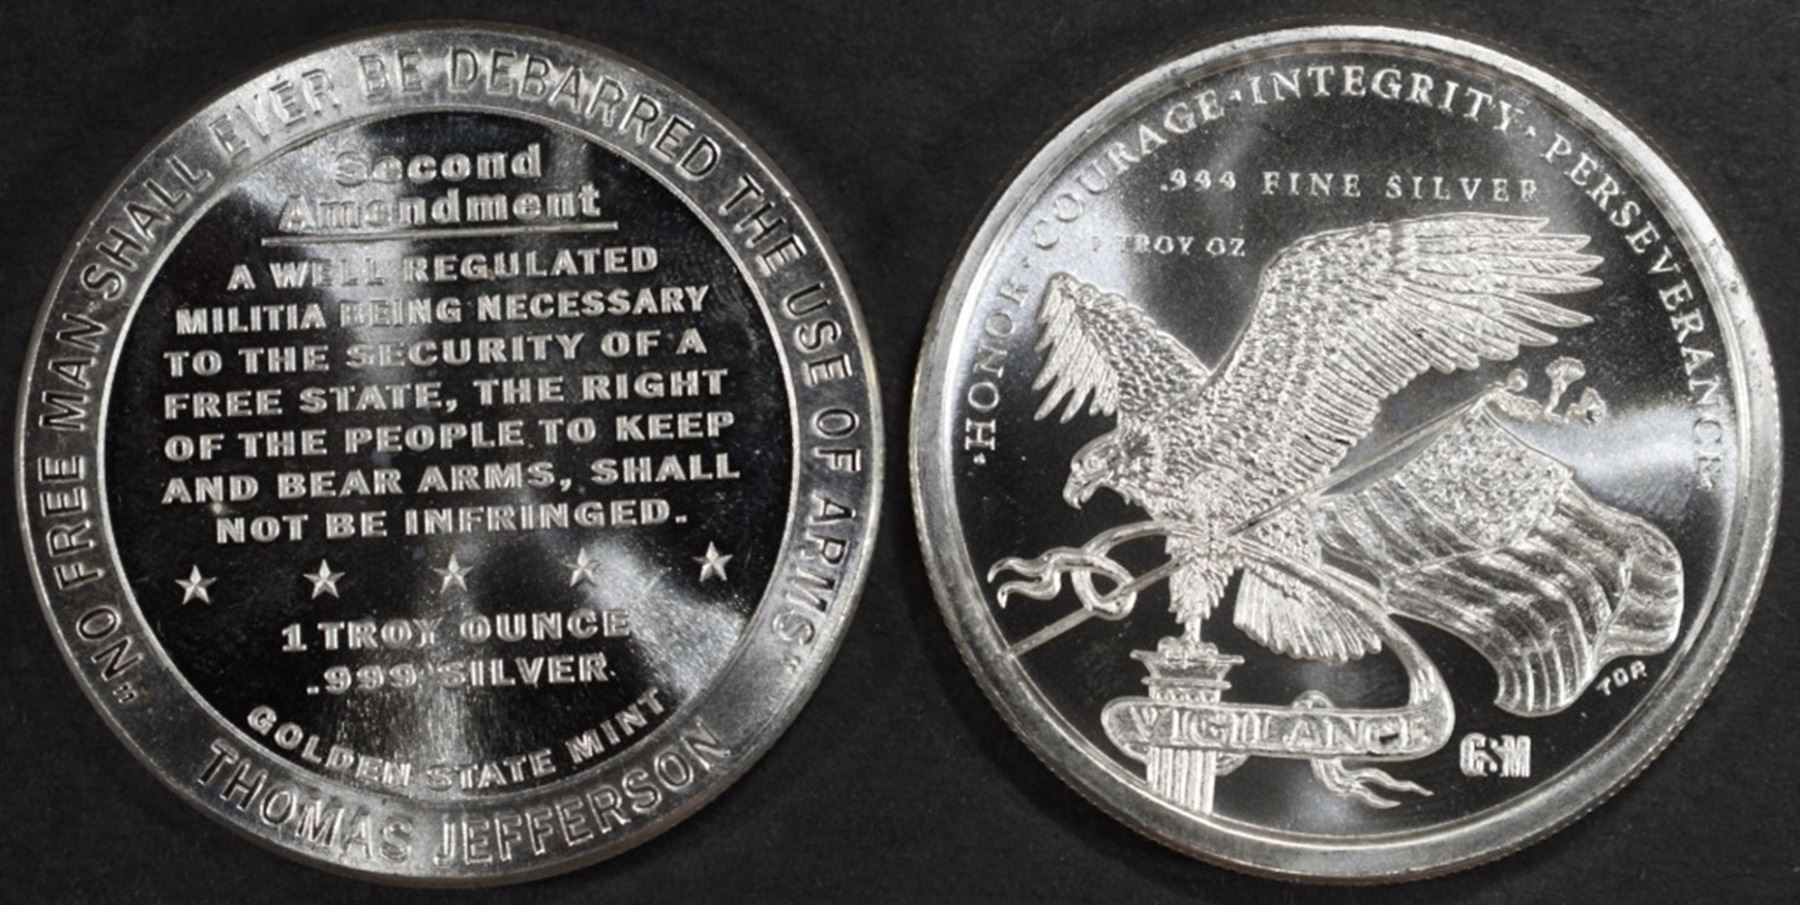 "NO FREE MAN SHALL EVER BE DEBARRED THE USE OF ARMS"
THOMAS JEFFERSON
Second
Amendment
A WELL REGULATED
MILITIA BEING NECESSARY
TO THE SECURITY OF A
FREE STATE, THE RIGHT
OF THE PEOPLE TO KEEP
AND BEAR ARMS, SHALL
NOT BE INFRINGED.
1 TROY OUNCE
.999 SILVER
GOLDEN STATE MINT
·HONOR·COURAGE·INTEGRITY·PERSEVERANCE·
.999 FINE SILVER
1 TROY OZ
VIGILANCE
GSM
TDR